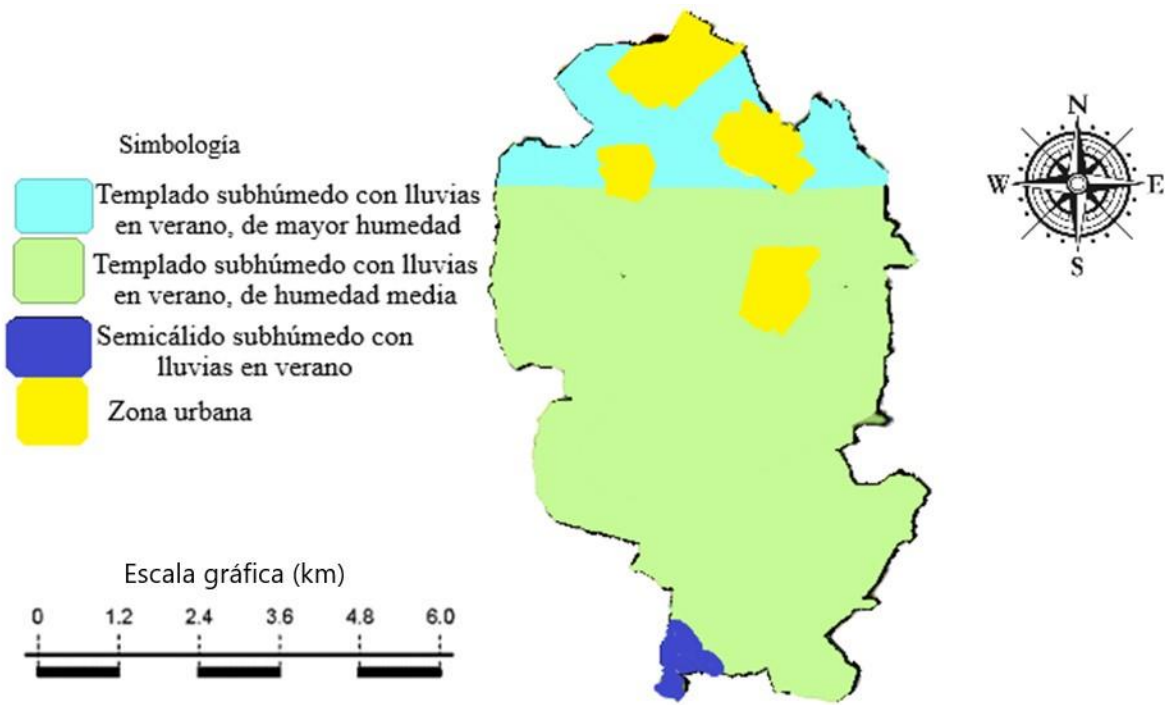 Simbología
Templado subhúmedo con lluvias
en verano, de mayor humedad
Templado subhúmedo con lluvias
en verano, de humedad media
Semicálido subhúmedo con
lluvias en verano
Zona urbana
Escala gráfica (km)
0 1.2 2.4 3.6 4.8 6.0
N
W E
S